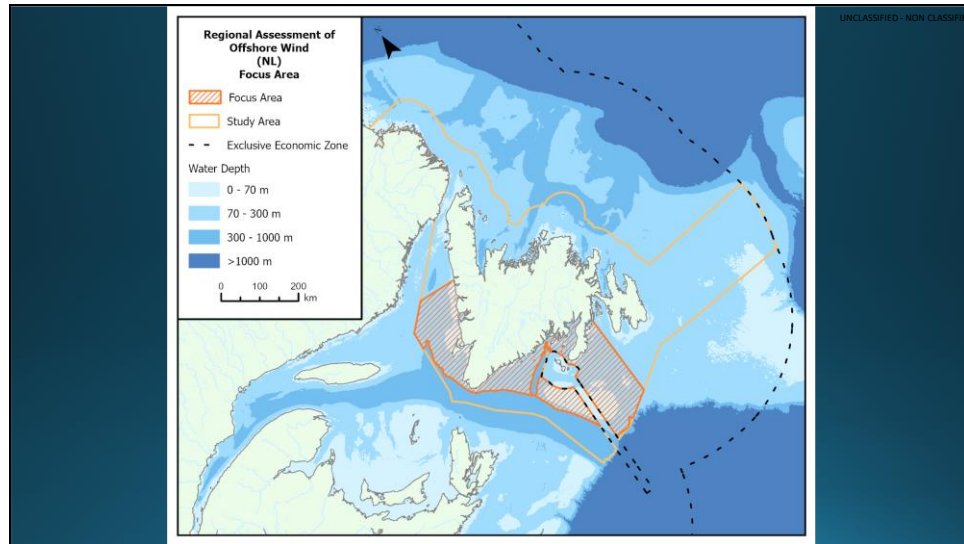 UNCLASSIFIED - NON CLASSIFI
Regional Assessment of
Offshore Wind
(NL)
Focus Area
Focus Area
Study Area
Exclusive Economic Zone
Water Depth
0 - 70 m
70 - 300 m
300 - 1000 m
>1000 m
0 100 200
km